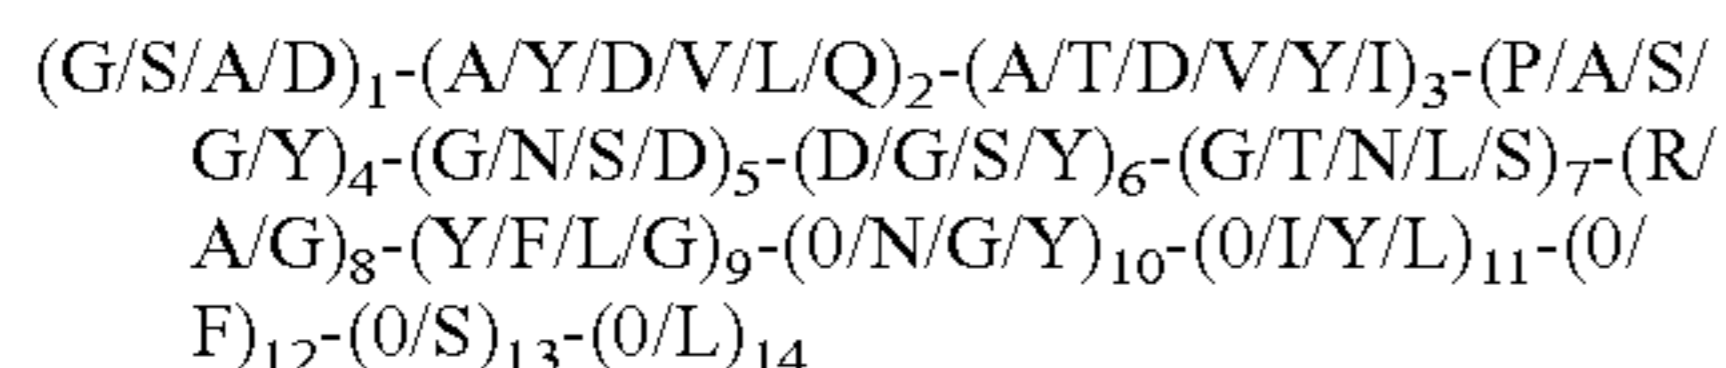 (G/S/A/D)₁-(A/Y/D/V/L/Q)₂-(A/T/D/V/Y/I)₃-(P/A/S/
G/Y)₄-(G/N/S/D)₅-(D/G/S/Y)₆-(G/T/N/L/S)₇-(R/
A/G)₈-(Y/F/L/G)₉-(0/N/G/Y)₁₀-(0/I/Y/L)₁₁-(0/
F)₁₂-(0/S)₁₃-(0/L)₁₄